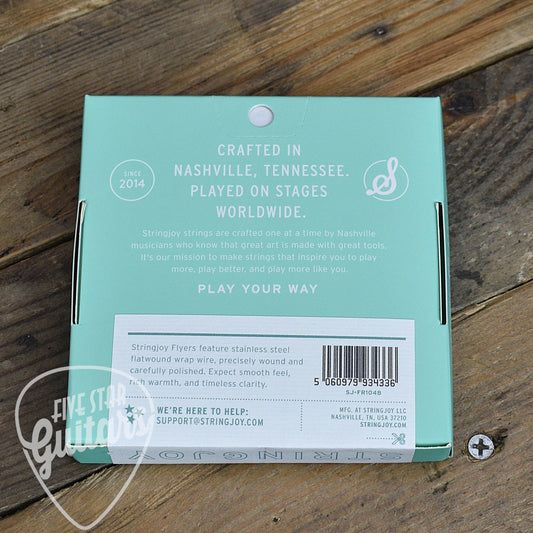 CRAFTED IN
NASHVILLE, TENNESSEE.
PLAYED ON STAGES
WORLDWIDE.
SINCE
2014
S
Stringjoy strings are crafted one at a time by Nashville
musicians who know that great art is made with great tools.
It's our mission to make strings that inspire you to play
more, play better, and play more like you.
PLAY YOUR WAY
Stringjoy Flyers feature stainless steel
flatwound wrap wire, precisely wound and
carefully polished. Expect smooth feel,
rich warmth, and timeless clarity.
5 060979 934336
SJ-FR1048
WE'RE HERE TO HELP:
SUPPORT@STRINGJOY.COM
MFG. AT STRINGJOY LLC
NASHVILLE, TN, USA 37210
STRINGJOY.COM
STRINGJOY
FIVE STAR
Guitars